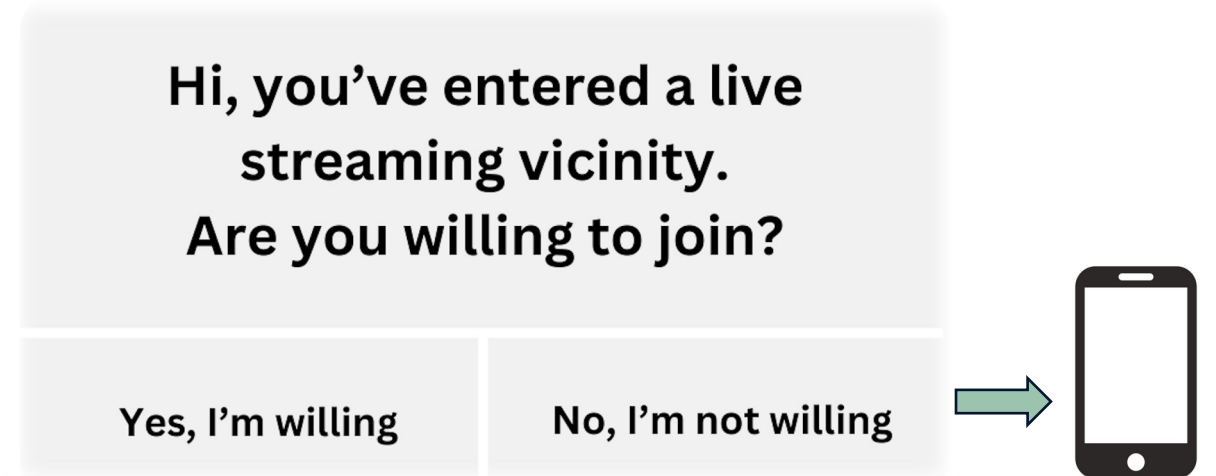 Hi, you’ve entered a live
streaming vicinity.
Are you willing to join?
Yes, I’m willing
No, I’m not willing